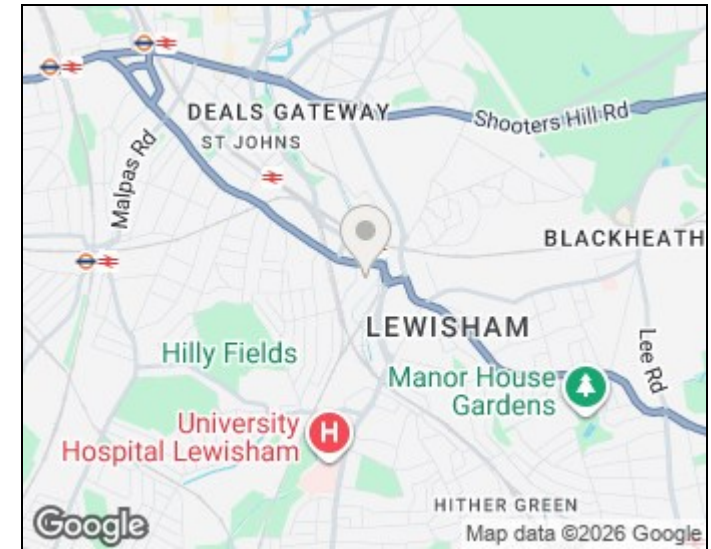 DEALS GATEWAY
Shooters Hill Rd
ST JOHNS
Malpas Rd
BLACKHEATH
LEWISHAM
Hilly Fields
Lee Rd
Manor House
Gardens
University
Hospital Lewisham
H
HITHER GREEN
Google
Map data ©2026 Google